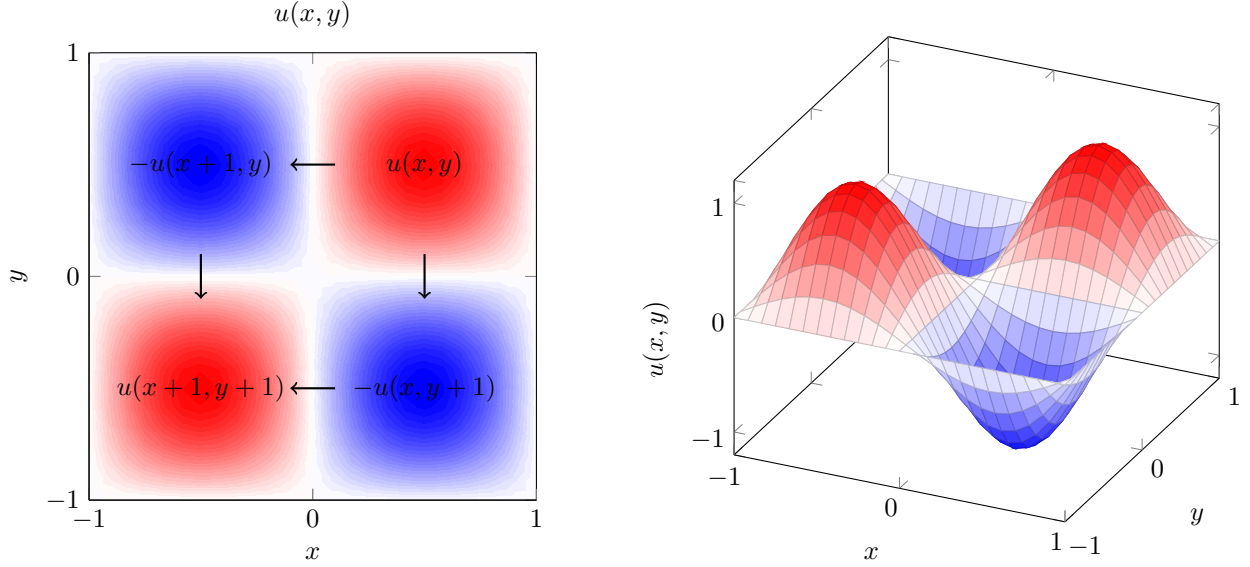 u(x, y)
1
−u(x + 1, y)
u(x, y)
y
0
u(x + 1, y + 1)
−u(x, y + 1)
−1
−1
0
1
x
u(x, y)
1
0
−1
−1
0
1
x
−1
0
1
y